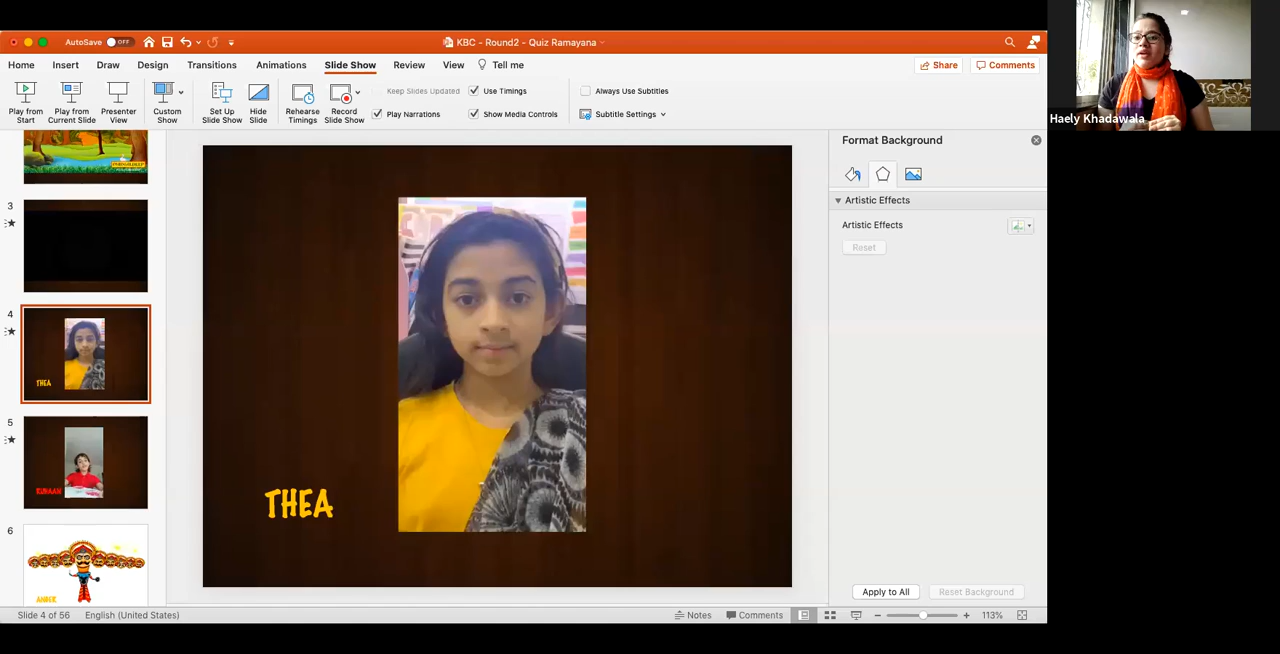 AutoSave OFF
KBC - Round2 - Quiz Ramayana
Home Insert Draw Design Transitions Animations Slide Show Review View Tell me
Share Comments
Play from Start
Play from Current Slide
Presenter View
Custom Show
Set Up Slide Show
Hide Slide
Rehearse Timings
Record Slide Show
Keep Slides Updated
Use Timings
Play Narrations
Show Media Controls
Always Use Subtitles
Subtitle Settings
Haely Khadawala
3
4
THEA
5
6
ANGER
THEA
Format Background
Artistic Effects
Artistic Effects
Reset
Apply to All
Reset Background
Slide 4 of 56
English (United States)
Notes
Comments
113%